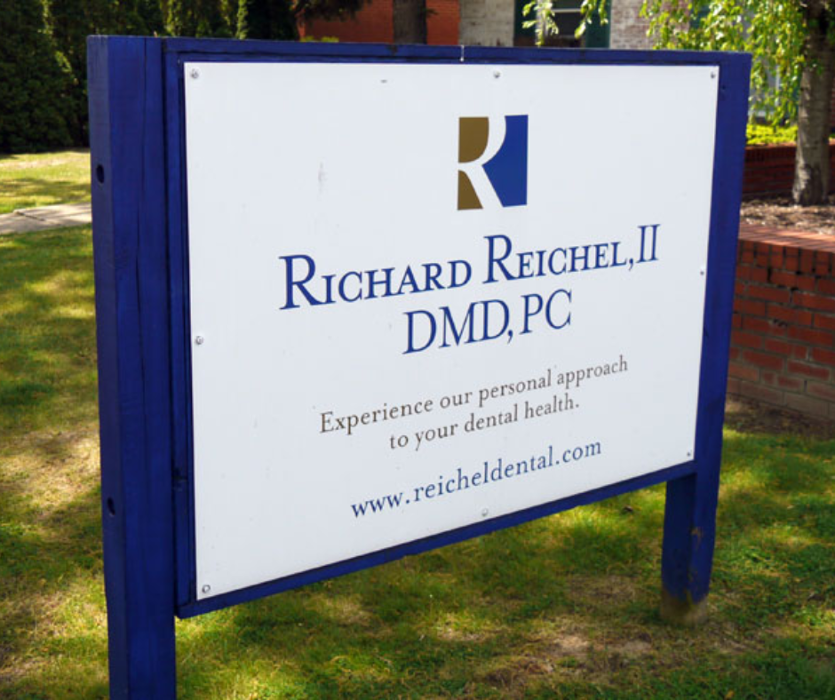 R
RICHARD REICHEL, II
DMD, PC
Experience our personal approach
to your dental health.
www.reicheldental.com